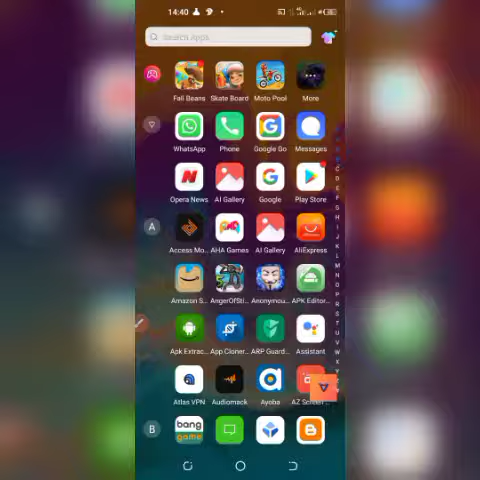 14:40
Search Apps
Fall Beans Skate Board Moto Pool More
WhatsApp Phone Google Go Messages
Opera News AI Gallery Google Play Store
A
Access Mo... AHA Games AI Gallery AliExpress
Amazon S... AngerOfSti... Anonymou... APK Editor...
Apk Extrac... App Cloner... ARP Guard... Assistant
Atlas VPN Audiomack Ayoba AZ Screen
B
bang
game